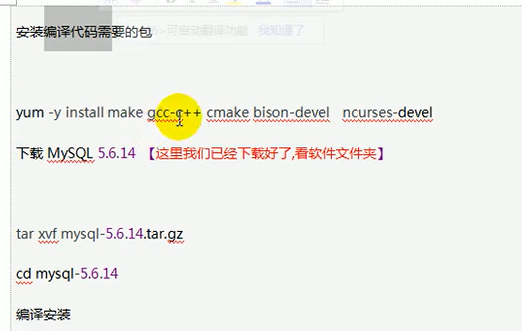 >可启动翻译功能 我知道了
安装编译代码需要的包
yum -y install make gcc-c++ cmake bison-devel ncurses-devel
下载 MySQL 5.6.14 【这里我们已经下载好了,看软件文件夹】
tar xvf mysql-5.6.14.tar.gz
cd mysql-5.6.14
编译安装